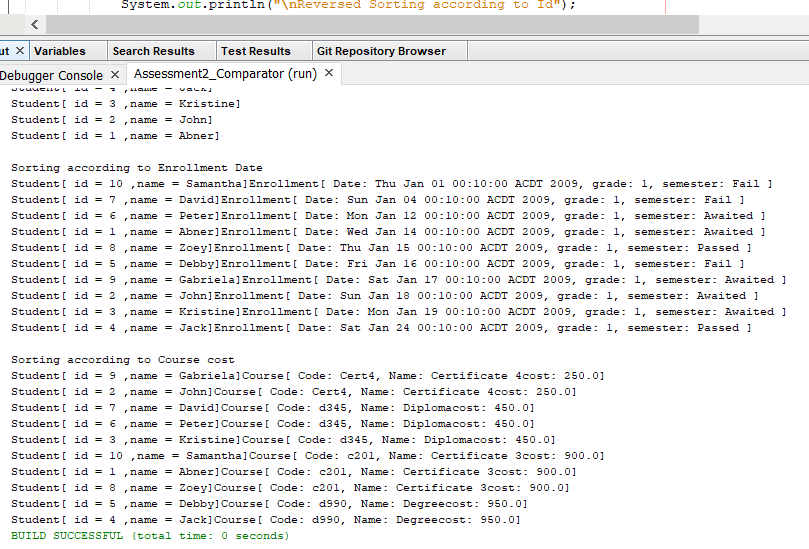 System.out.println("\nReversed Sorting according to Id");
ut × Variables Search Results Test Results Git Repository Browser
Debugger Console × Assessment2_Comparator (run) ×
Student[ id = 4 ,name = Jack]
Student[ id = 3 ,name = Kristine]
Student[ id = 2 ,name = John]
Student[ id = 1 ,name = Abner]
Sorting according to Enrollment Date
Student[ id = 10 ,name = Samantha]Enrollment[ Date: Thu Jan 01 00:10:00 ACDT 2009, grade: 1, semester: Fail ]
Student[ id = 7 ,name = David]Enrollment[ Date: Sun Jan 04 00:10:00 ACDT 2009, grade: 1, semester: Fail ]
Student[ id = 6 ,name = Peter]Enrollment[ Date: Mon Jan 12 00:10:00 ACDT 2009, grade: 1, semester: Awaited ]
Student[ id = 1 ,name = Abner]Enrollment[ Date: Wed Jan 14 00:10:00 ACDT 2009, grade: 1, semester: Awaited ]
Student[ id = 8 ,name = Zoey]Enrollment[ Date: Thu Jan 15 00:10:00 ACDT 2009, grade: 1, semester: Passed ]
Student[ id = 5 ,name = Debby]Enrollment[ Date: Fri Jan 16 00:10:00 ACDT 2009, grade: 1, semester: Fail ]
Student[ id = 9 ,name = Gabriela]Enrollment[ Date: Sat Jan 17 00:10:00 ACDT 2009, grade: 1, semester: Awaited ]
Student[ id = 2 ,name = John]Enrollment[ Date: Sun Jan 18 00:10:00 ACDT 2009, grade: 1, semester: Awaited ]
Student[ id = 3 ,name = Kristine]Enrollment[ Date: Mon Jan 19 00:10:00 ACDT 2009, grade: 1, semester: Awaited ]
Student[ id = 4 ,name = Jack]Enrollment[ Date: Sat Jan 24 00:10:00 ACDT 2009, grade: 1, semester: Passed ]
Sorting according to Course cost
Student[ id = 9 ,name = Gabriela]Course[ Code: Cert4, Name: Certificate 4cost: 250.0]
Student[ id = 2 ,name = John]Course[ Code: Cert4, Name: Certificate 4cost: 250.0]
Student[ id = 7 ,name = David]Course[ Code: d345, Name: Diplomacost: 450.0]
Student[ id = 6 ,name = Peter]Course[ Code: d345, Name: Diplomacost: 450.0]
Student[ id = 3 ,name = Kristine]Course[ Code: d345, Name: Diplomacost: 450.0]
Student[ id = 10 ,name = Samantha]Course[ Code: c201, Name: Certificate 3cost: 900.0]
Student[ id = 1 ,name = Abner]Course[ Code: c201, Name: Certificate 3cost: 900.0]
Student[ id = 8 ,name = Zoey]Course[ Code: c201, Name: Certificate 3cost: 900.0]
Student[ id = 5 ,name = Debby]Course[ Code: d990, Name: Degreecost: 950.0]
Student[ id = 4 ,name = Jack]Course[ Code: d990, Name: Degreecost: 950.0]
BUILD SUCCESSFUL (total time: 0 seconds)